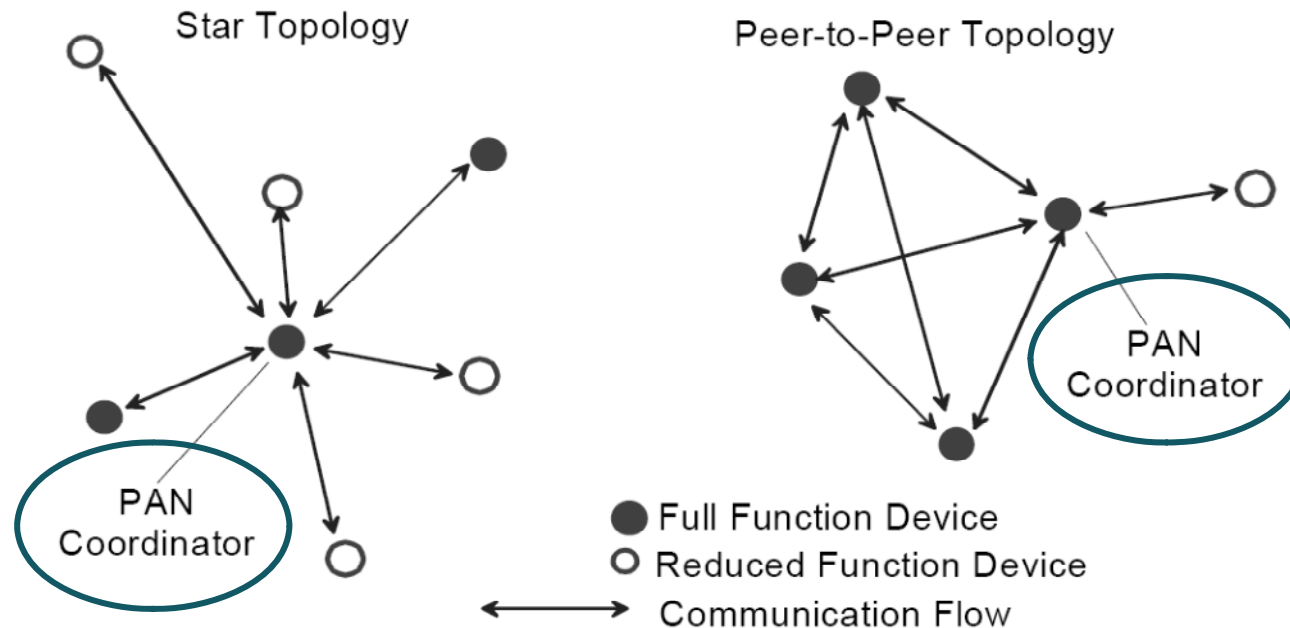 Star Topology
Peer-to-Peer Topology
PAN
Coordinator
PAN
Coordinator
Full Function Device
Reduced Function Device
Communication Flow